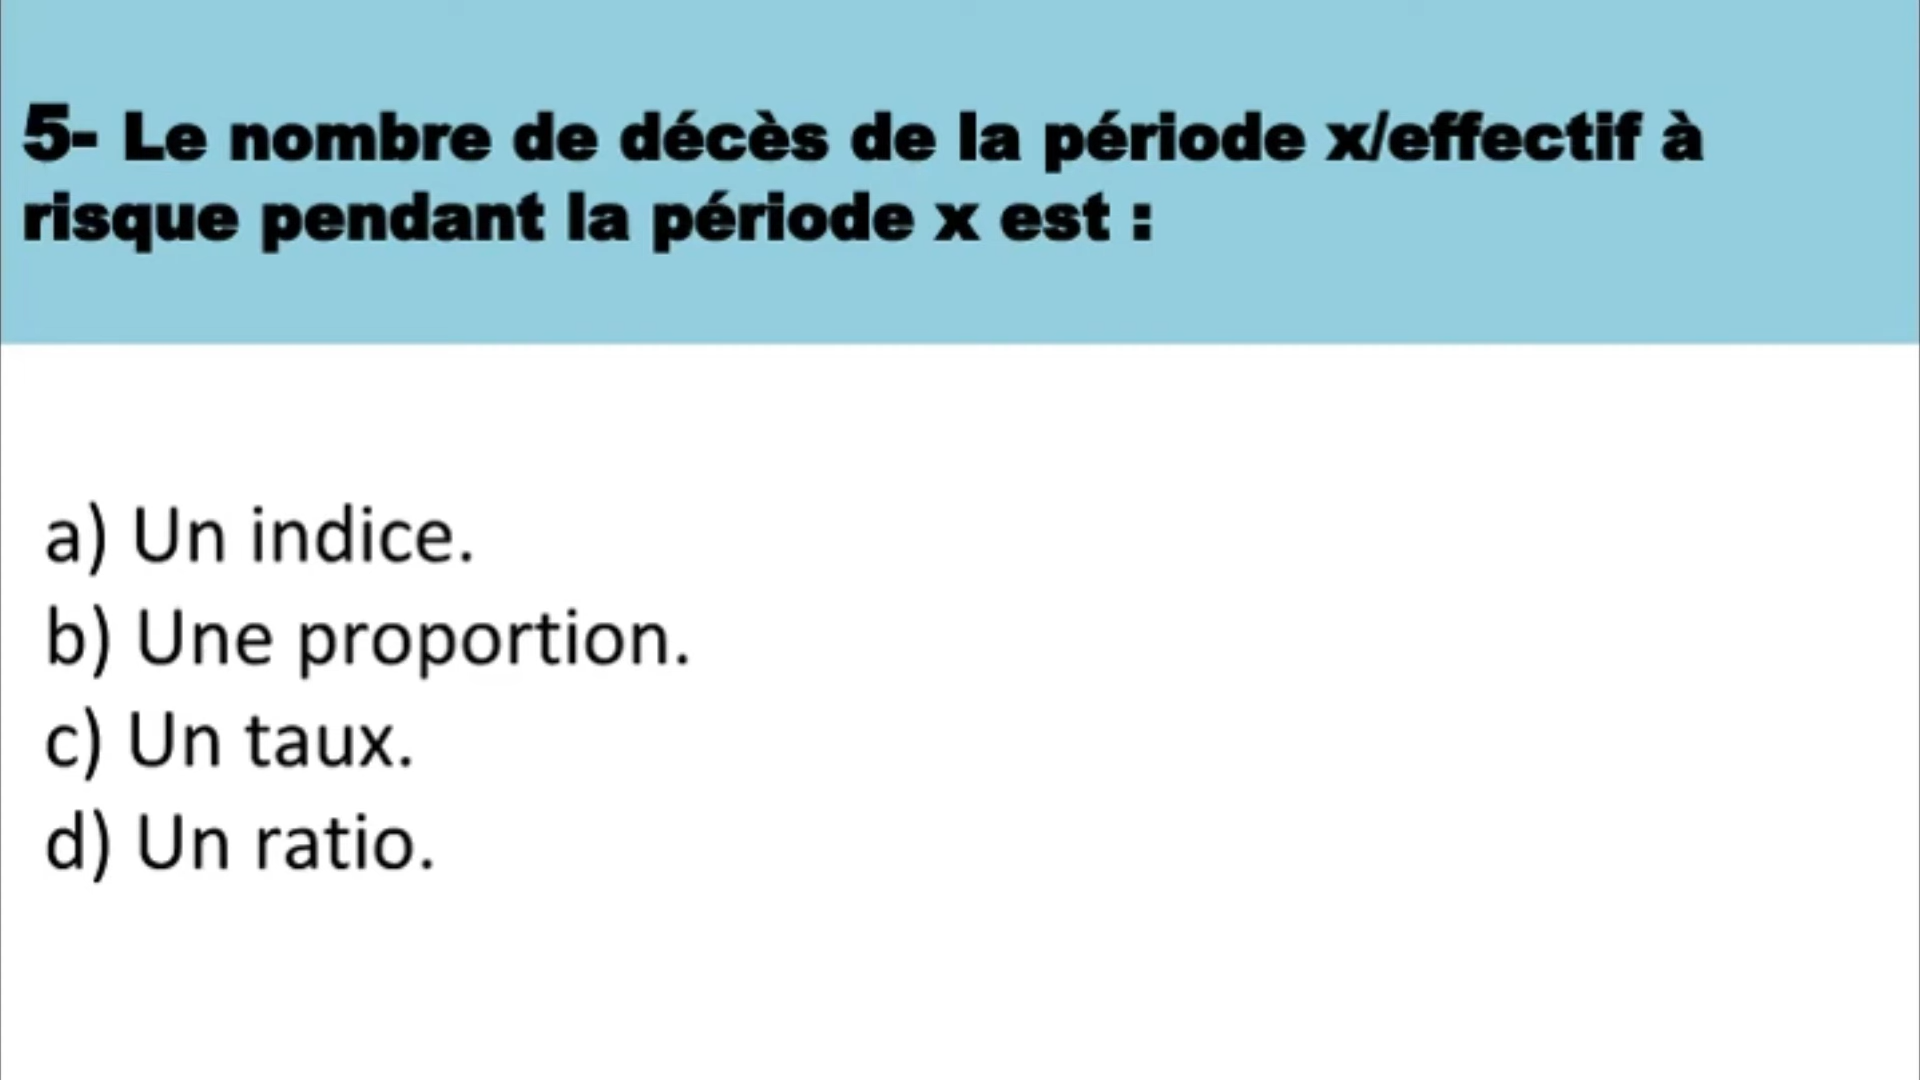 5- Le nombre de décès de la période x/effectif à
risque pendant la période x est :
a) Un indice.
b) Une proportion.
c) Un taux.
d) Un ratio.